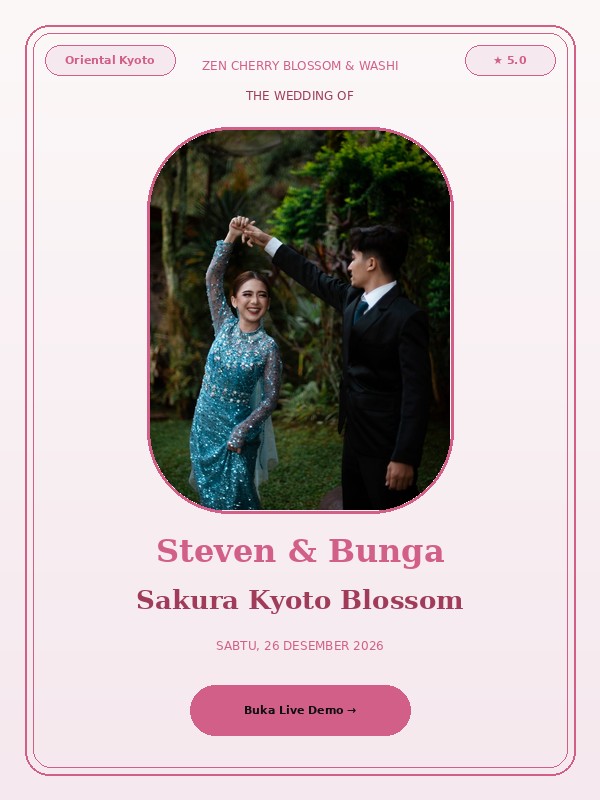 Oriental Kyoto
ZEN CHERRY BLOSSOM & WASHI
★ 5.0
THE WEDDING OF
Steven & Bunga
Sakura Kyoto Blossom
SABTU, 26 DESEMBER 2026
Buka Live Demo →